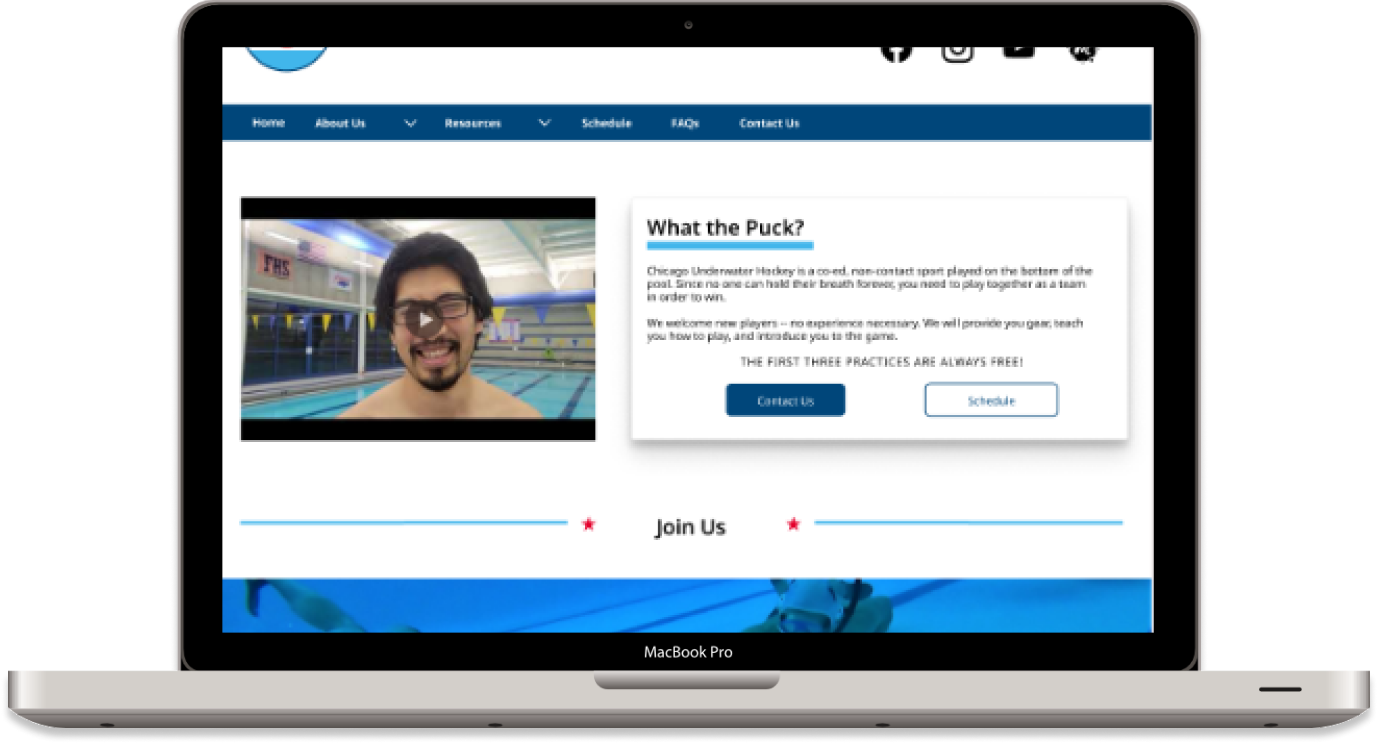 Home About Us Resources Schedule FAQs Contact Us
FHS
What the Puck?
Chicago Underwater Hockey is a co-ed, non-contact sport played on the bottom of the
pool. Since no one can hold their breath forever, you need to play together as a team
in order to win.
We welcome new players -- no experience necessary. We will provide you gear, teach
you how to play, and introduce you to the game.
THE FIRST THREE PRACTICES ARE ALWAYS FREE!
Contact Us Schedule
Join Us
MacBook Pro